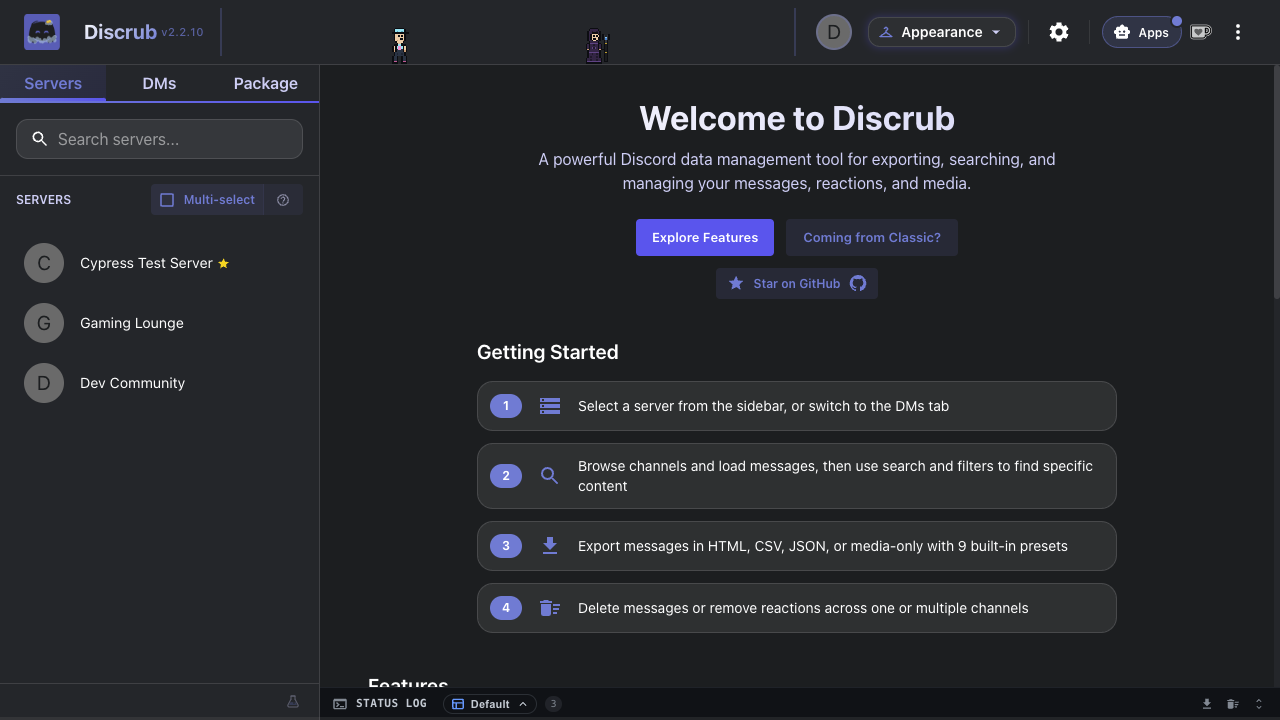 Discrub v2.2.10
D
Appearance
Apps
Servers
DMs
Package
Search servers...
SERVERS
Multi-select
C
Cypress Test Server
G
Gaming Lounge
D
Dev Community
Welcome to Discrub
A powerful Discord data management tool for exporting, searching, and
managing your messages, reactions, and media.
Explore Features
Coming from Classic?
Star on GitHub
Getting Started
1
Select a server from the sidebar, or switch to the DMs tab
2
Browse channels and load messages, then use search and filters to find specific
content
3
Export messages in HTML, CSV, JSON, or media-only with 9 built-in presets
4
Delete messages or remove reactions across one or multiple channels
Features
STATUS LOG
Default
3